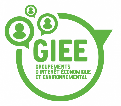 GIEE
GROUPEMENTS
D'INTÉRÊT ÉCONOMIQUE
ET ENVIRONNEMENTAL